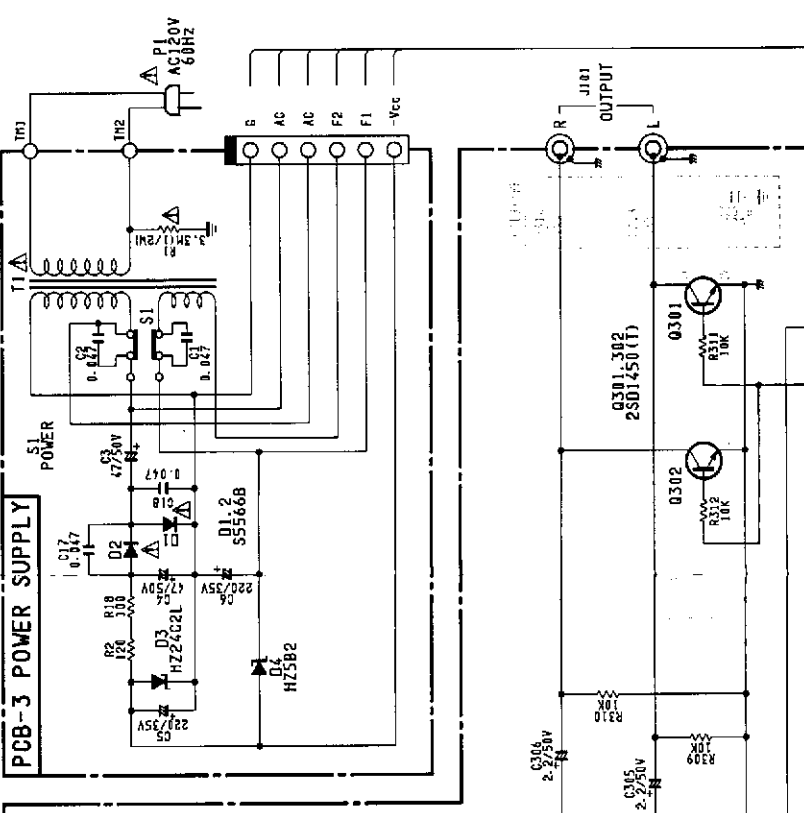 P1
AC120V
60Hz
TM1
TM2
G
AC
AC
F2
F1
-Vcc
J101
OUTPUT
R
L
R1
3.3M(1/2W)
T1
S1
C2
0.047
C1
0.047
S1
POWER
C3
47/50V
0.047
C18
D1
D1.2
S5566B
C17
0.047
D2
C4
47/50V
C6
220/35V
R18
100
R2
120
D3
HZ24C2L
D4
HZ5B2
C5
220/35V
PCB-3 POWER SUPPLY
Q301
R311
10K
Q301.302
2SD1450(T)
Q302
R312
10K
R310
10K
R309
10K
C306
2.2/50V
C305
2.2/50V